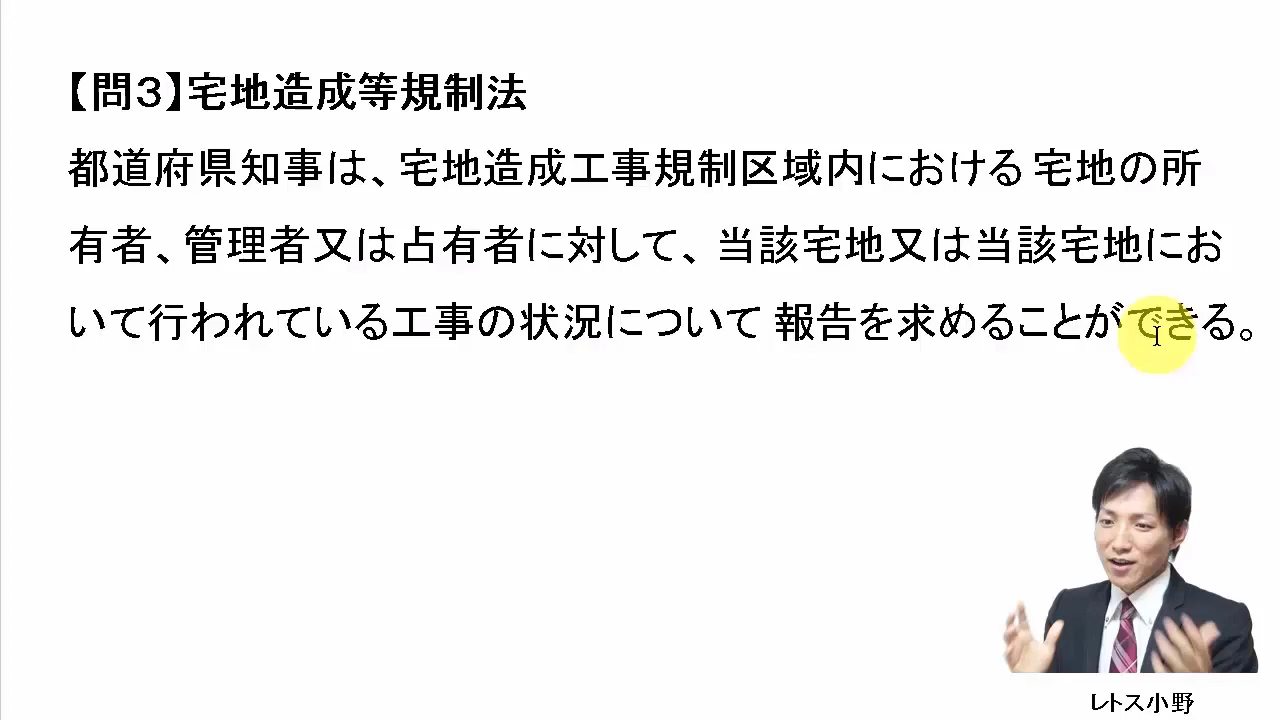 【問3】宅地造成等規制法
都道府県知事は、宅地造成工事規制区域内における 宅地の所
有者、管理者又は占有者に対して、当該宅地又は当該宅地にお
いて行われている工事の状況について 報告を求めることができる。
レトス小野